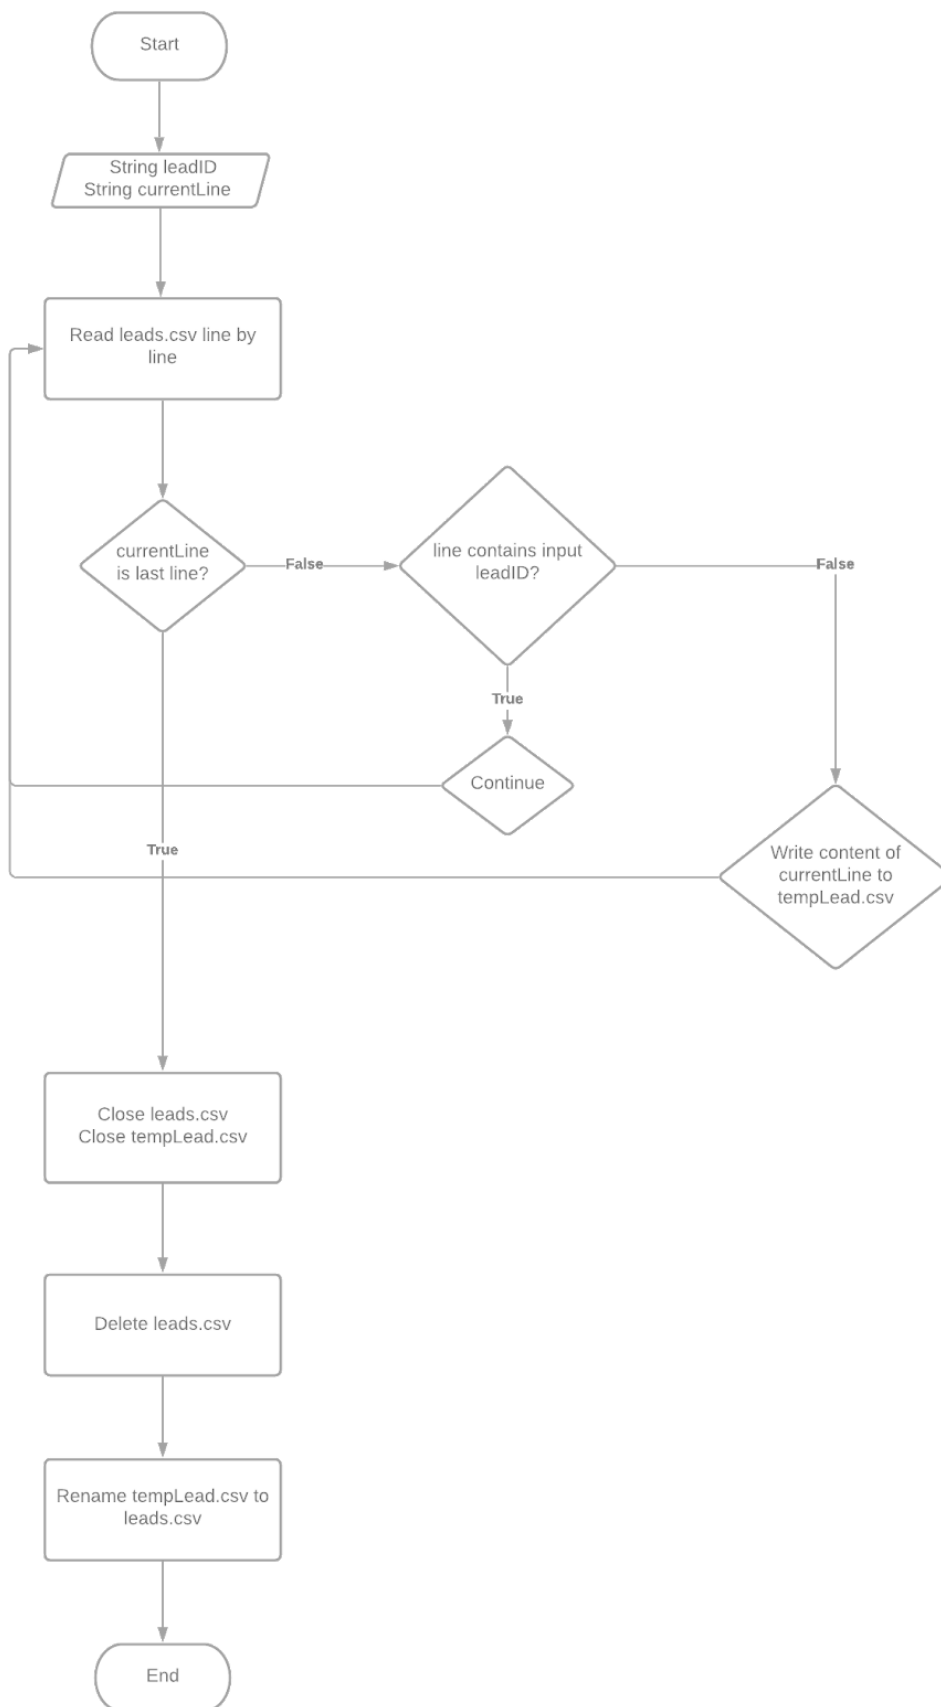 Start
String leadID
String currentLine
Read leads.csv line by
line
currentLine
is last line?
False
line contains input
leadID?
False
True
Continue
True
Write content of
currentLine to
tempLead.csv
Close leads.csv
Close tempLead.csv
Delete leads.csv
Rename tempLead.csv to
leads.csv
End